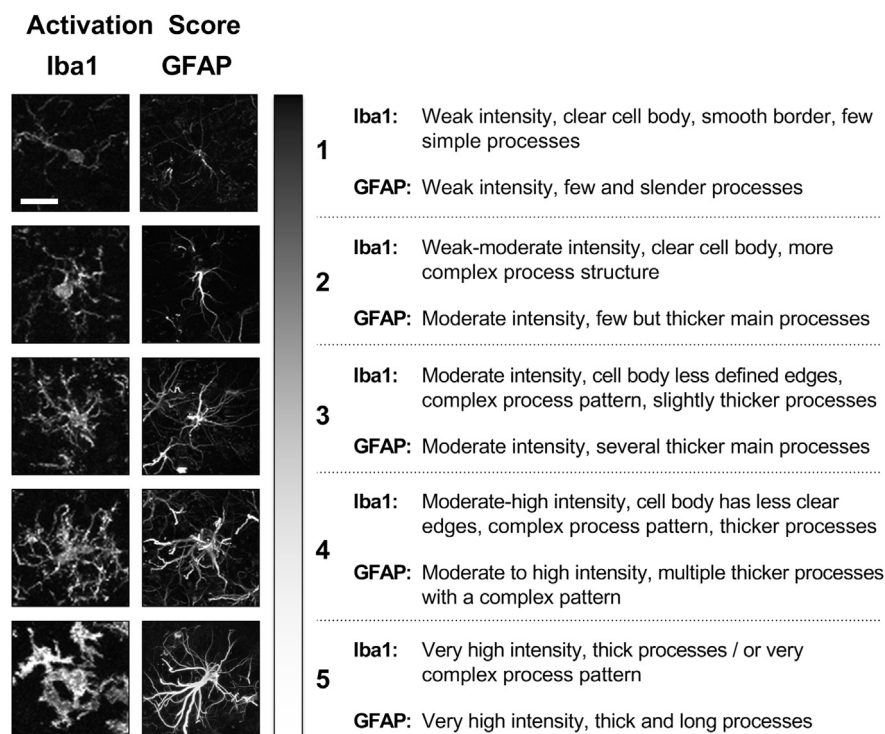 Activation Score
Iba1 GFAP
1
Iba1: Weak intensity, clear cell body, smooth border, few
simple processes
GFAP: Weak intensity, few and slender processes
2
Iba1: Weak-moderate intensity, clear cell body, more
complex process structure
GFAP: Moderate intensity, few but thicker main processes
3
Iba1: Moderate intensity, cell body less defined edges,
complex process pattern, slightly thicker processes
GFAP: Moderate intensity, several thicker main processes
4
Iba1: Moderate-high intensity, cell body has less clear
edges, complex process pattern, thicker processes
GFAP: Moderate to high intensity, multiple thicker processes
with a complex pattern
5
Iba1: Very high intensity, thick processes / or very
complex process pattern
GFAP: Very high intensity, thick and long processes